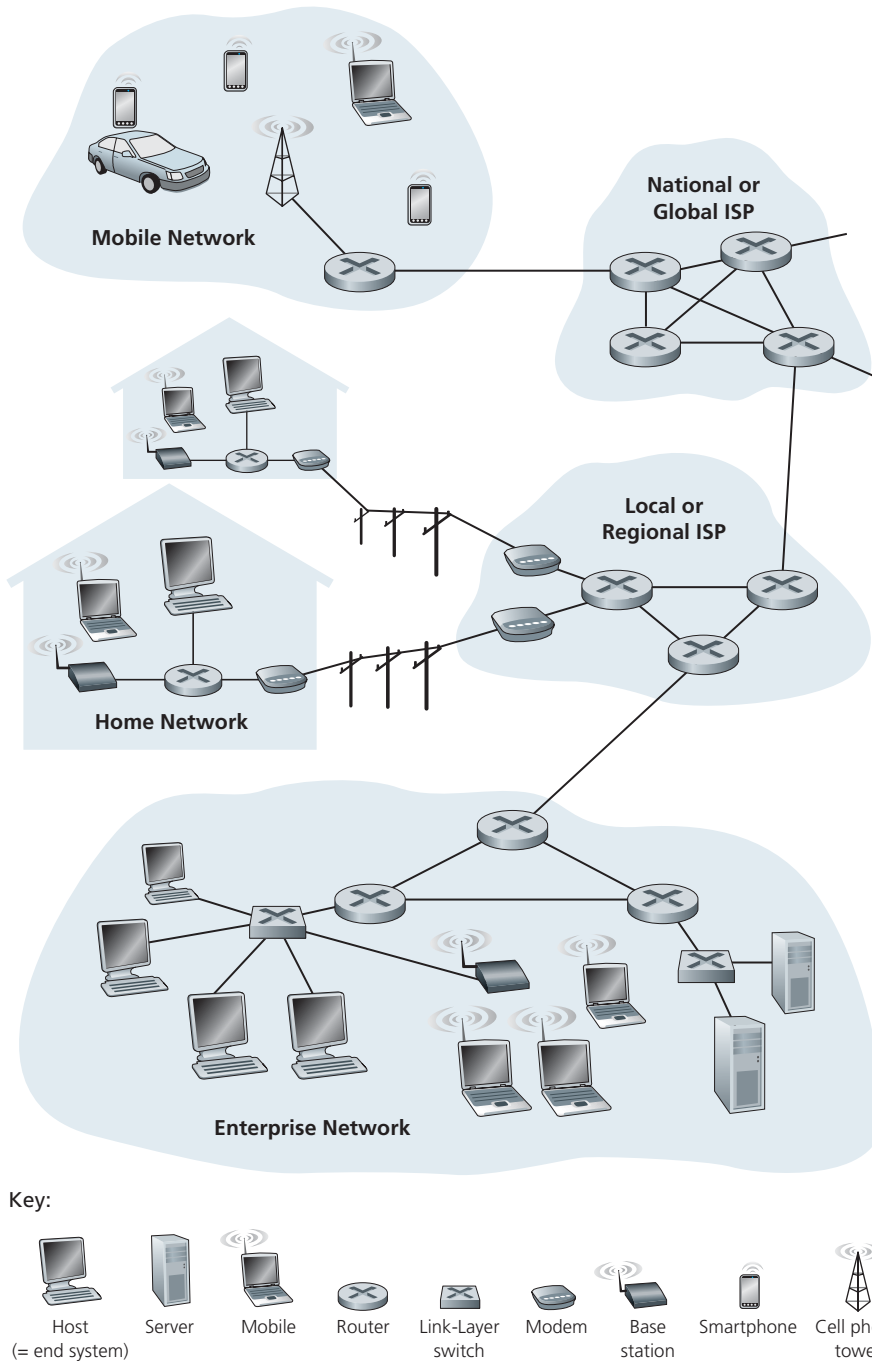 National or
Global ISP
Mobile Network
Local or
Regional ISP
Home Network
Enterprise Network
Key:
Host
(= end system)
Server
Mobile
Router
Link-Layer
switch
Modem
Base
station
Smartphone
Cell